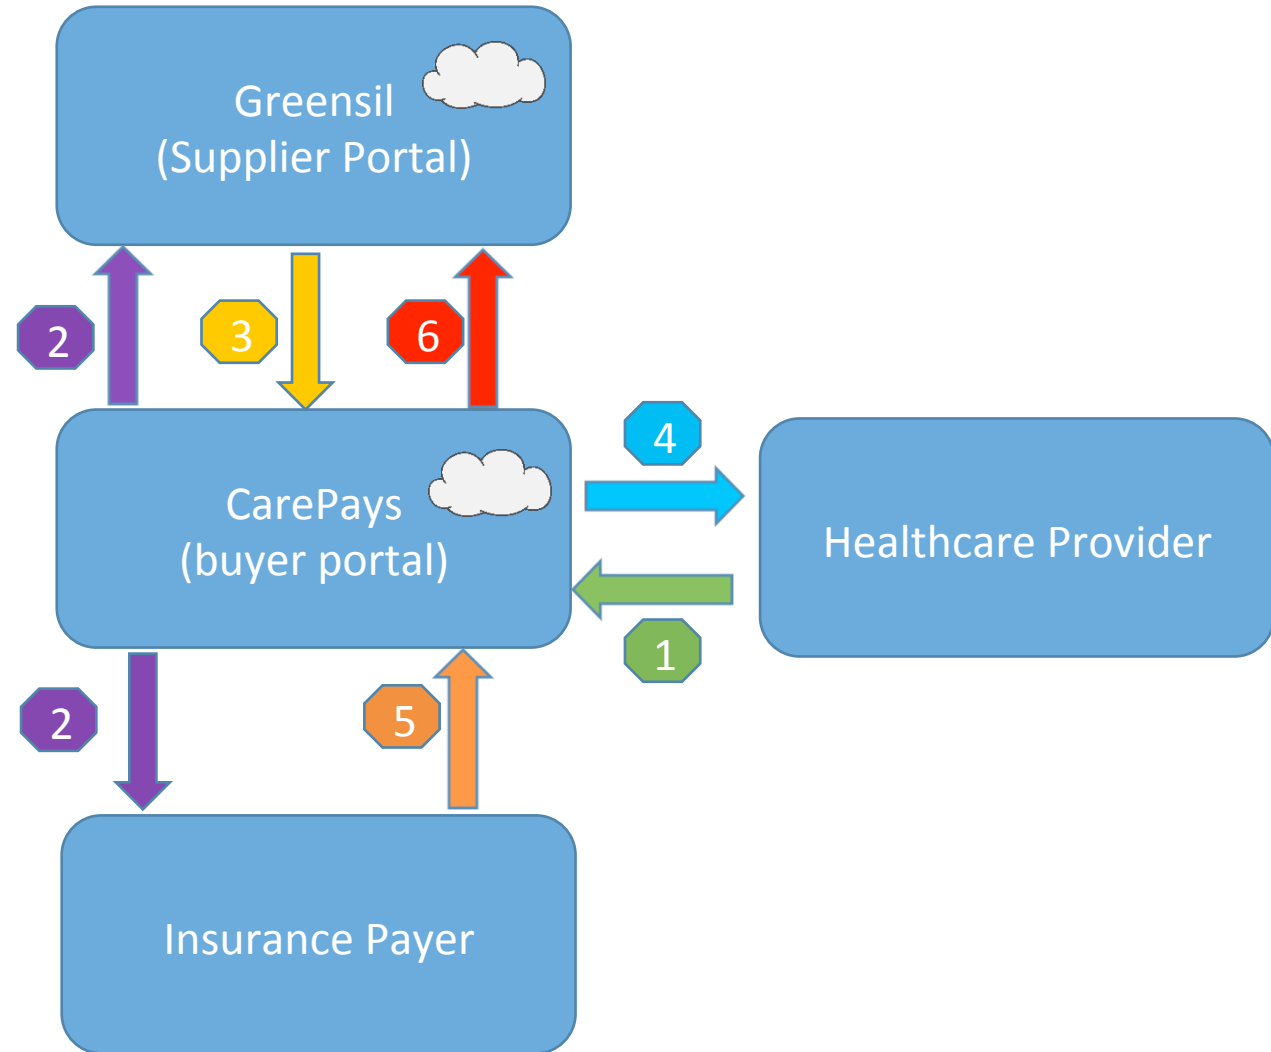 Greensil
(Supplier Portal)
2
3
6
4
CarePays
(buyer portal)
Healthcare Provider
1
2
5
Insurance Payer